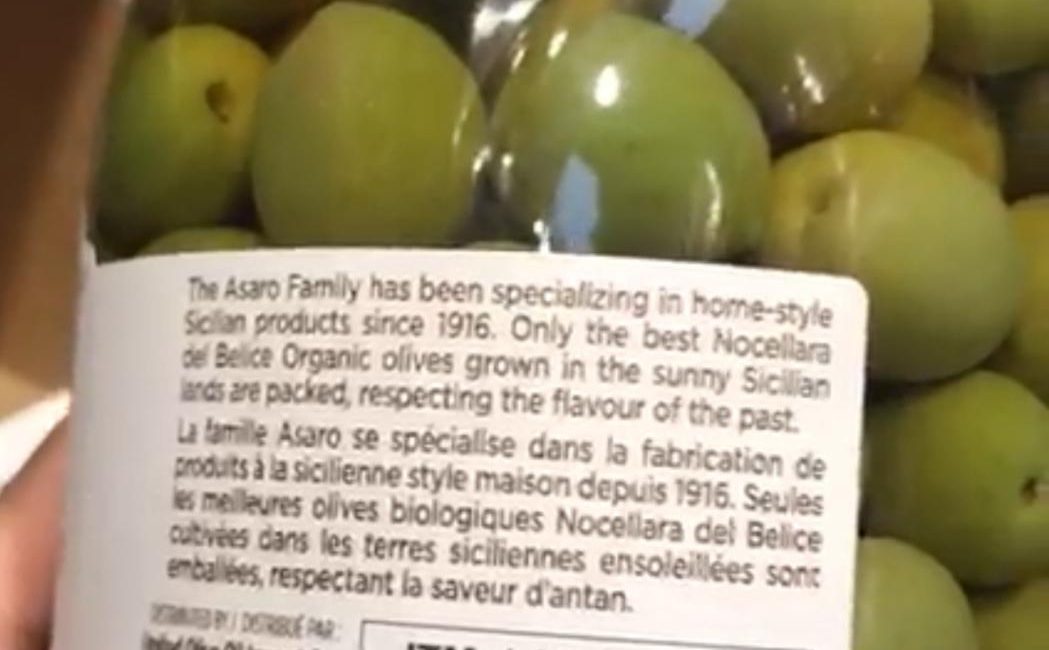 The Asaro Family has been specializing in home-style
Sicilian products since 1916. Only the best Nocellara
del Belice Organic olives grown in the sunny Sicilian
lands are packed, respecting the flavour of the past.
La famille Asaro se spécialise dans la fabrication de
produits à la sicilienne style maison depuis 1916. Seules
les meilleures olives biologiques Nocellara del Belice
cultivées dans les terres siciliennes ensoleillées sont
emballées, respectant la saveur d'antan.
DISTRIBUTED BY / DISTRIBUÉ PAR: